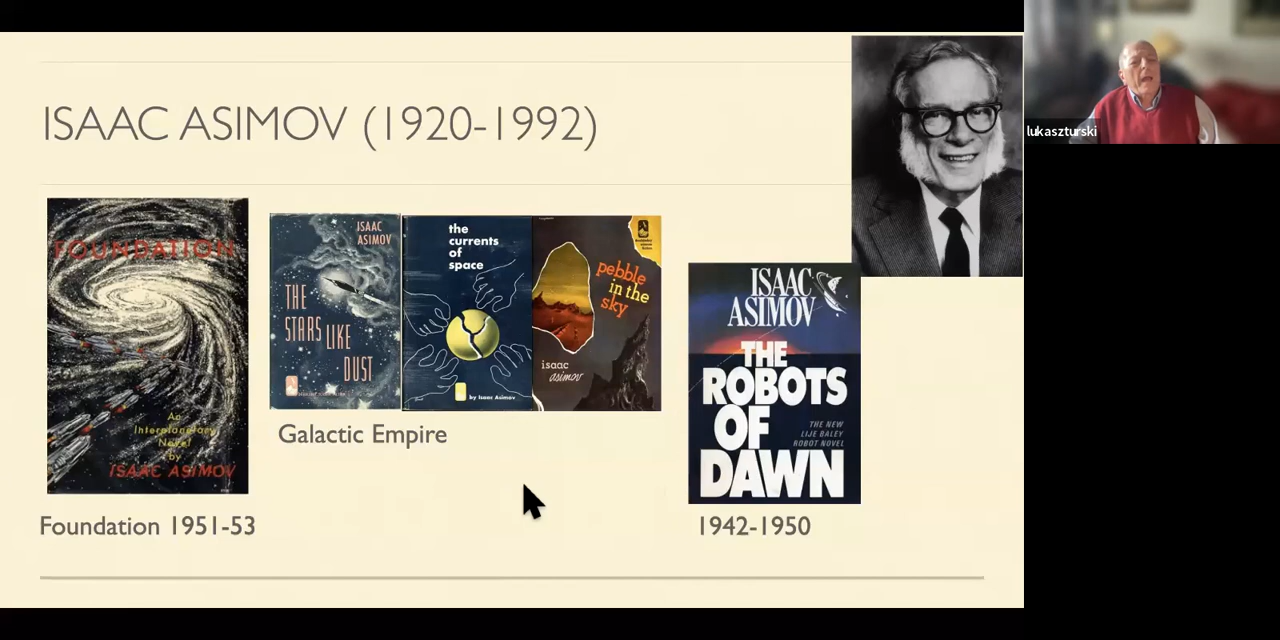 ISAAC ASIMOV (1920-1992)
lukaszturski
FOUNDATION
An
Interplanetary
Novel
by
ISAAC ASIMOV
ISAAC
ASIMOV
THE
STARS LIKE
DUST
the
currents
of
space
by Isaac Asimov
pebble
in the
sky
isaac
asimov
ISAAC
ASIMOV
THE
ROBOTS
OF
DAWN
THE NEW
LIJE BALEY
ROBOT NOVEL
Galactic Empire
Foundation 1951-53
1942-1950